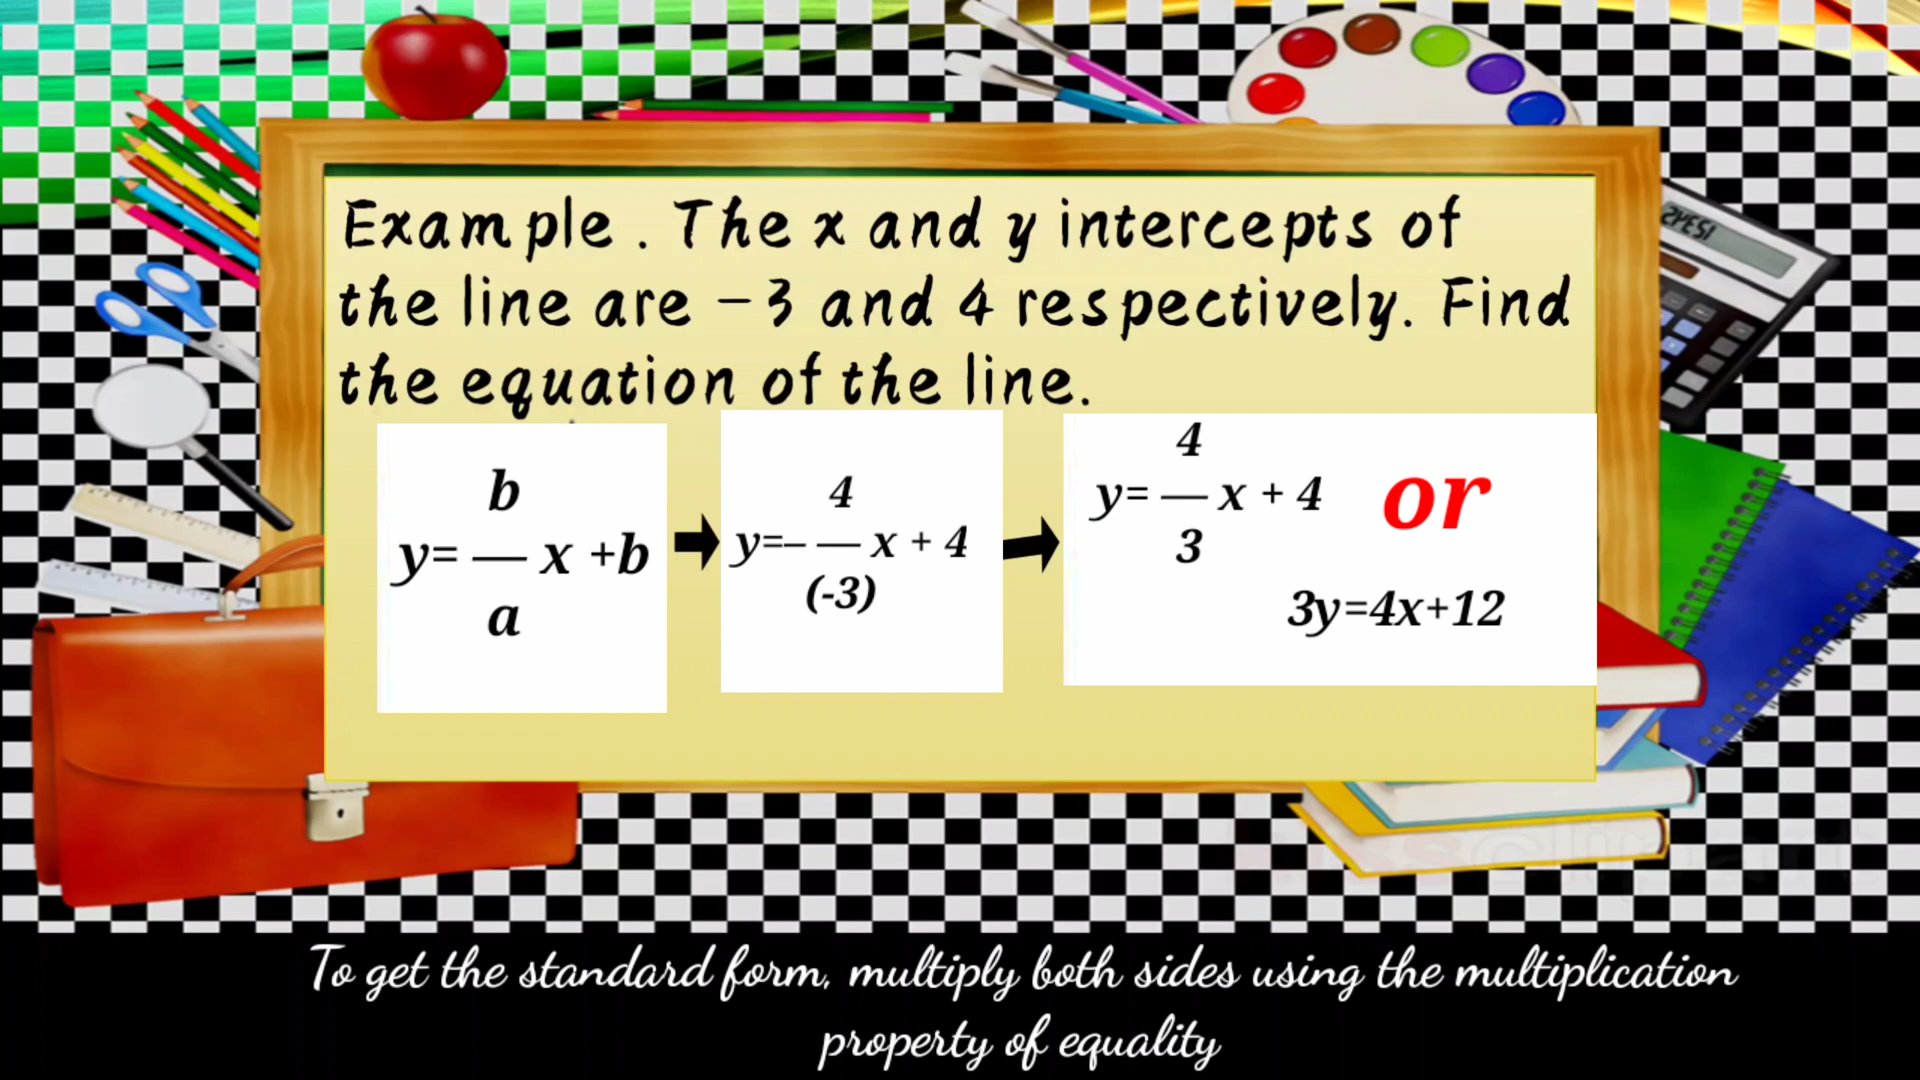 Example . The x and y intercepts of
the line are –3 and 4 respectively. Find
the equation of the line.
b
y= — x +b
a
4
y=– — x + 4
(-3)
4
y= — x + 4
3
or
3y=4x+12
To get the standard form, multiply both sides using the multiplication
property of equality